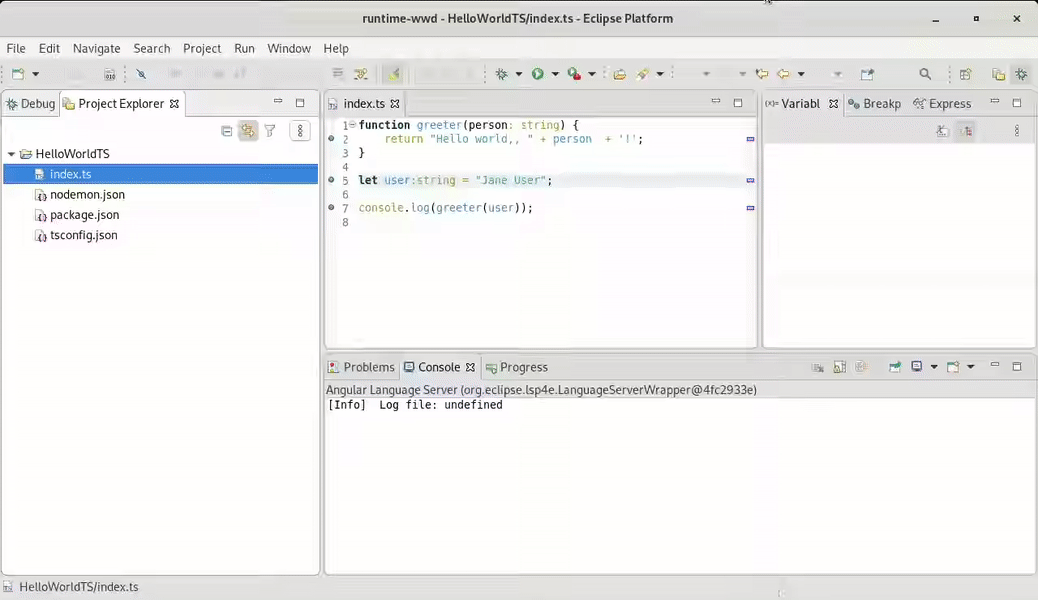 runtime-wwd - HelloWorldTS/index.ts - Eclipse Platform
File Edit Navigate Search Project Run Window Help
Debug Project Explorer
HelloWorldTS
index.ts
nodemon.json
package.json
tsconfig.json
index.ts
1 function greeter(person: string) {
2 return "Hello world,, " + person + '!';
3 }
4
5 let user:string = "Jane User";
6
7 console.log(greeter(user));
8
(x)= Variabl Breakp Express
Problems Console Progress
Angular Language Server (org.eclipse.lsp4e.LanguageServerWrapper@4fc2933e)
[Info] Log file: undefined
HelloWorldTS/index.ts